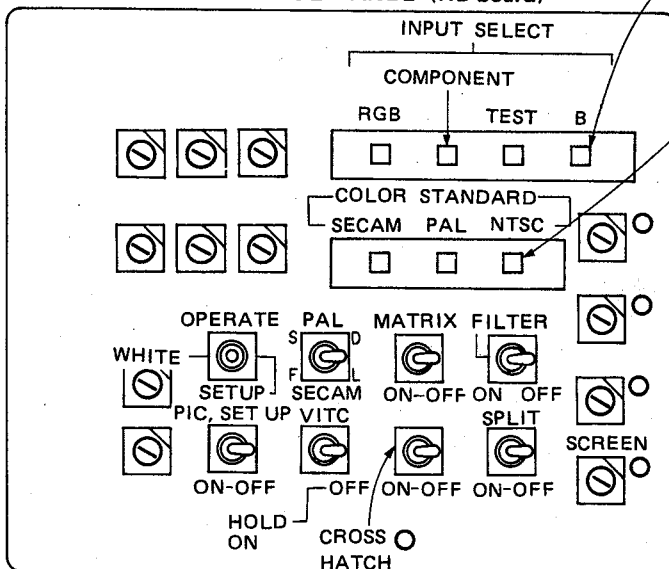 (HD board)
INPUT SELECT
COMPONENT
RGB TEST B
COLOR STANDARD
SECAM PAL NTSC
OPERATE PAL MATRIX FILTER
S D
WHITE
F L
SETUP SECAM ON-OFF ON OFF
PIC, SET UP VITC SPLIT
SCREEN
ON-OFF OFF ON-OFF ON-OFF
HOLD
ON
CROSS
HATCH